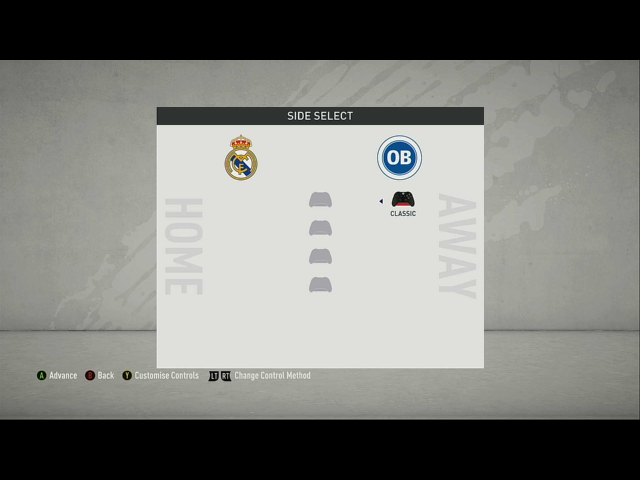 SIDE SELECT
OB
CLASSIC
HOME
AWAY
A Advance B Back Y Customise Controls LT RT Change Control Method